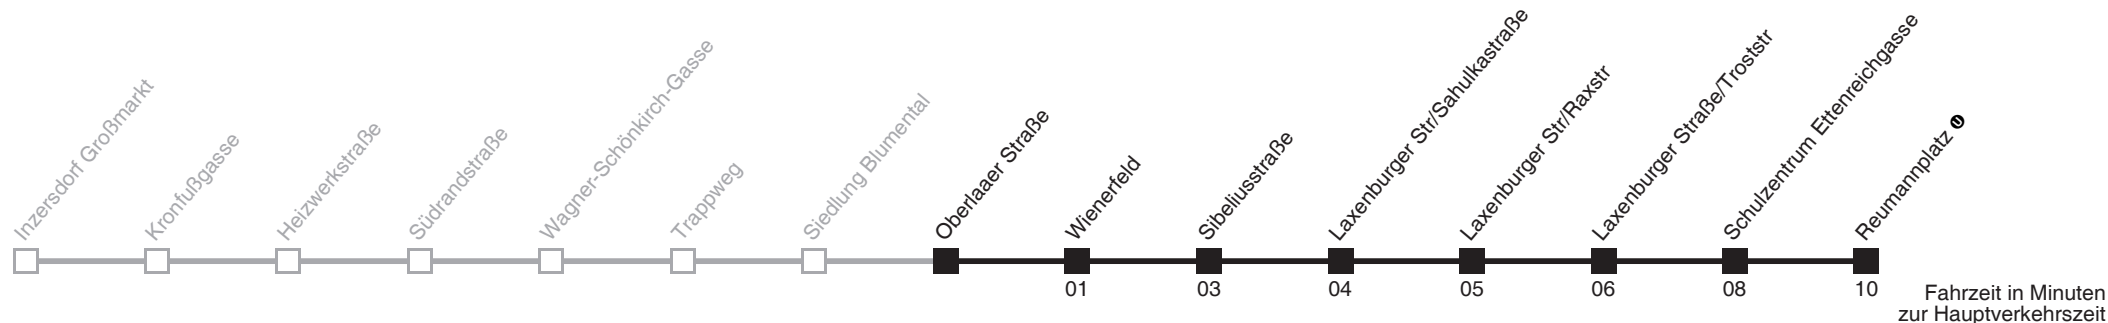 Inzersdorf Großmarkt
Kronfußgasse
Heizwerkstraße
Südrandstraße
Wagner-Schönkirch-Gasse
Trappweg
Siedlung Blumental
Oberlaaer Straße
Wienerfeld
Sibeliusstraße
Laxenburger Str/Sahulkastraße
Laxenburger Str/Raxstr
Laxenburger Straße/Troststr
Schulzentrum Ettenreichgasse
Reumannplatz U
01 03 04 05 06 08 10
Fahrzeit in Minuten
zur Hauptverkehrszeit